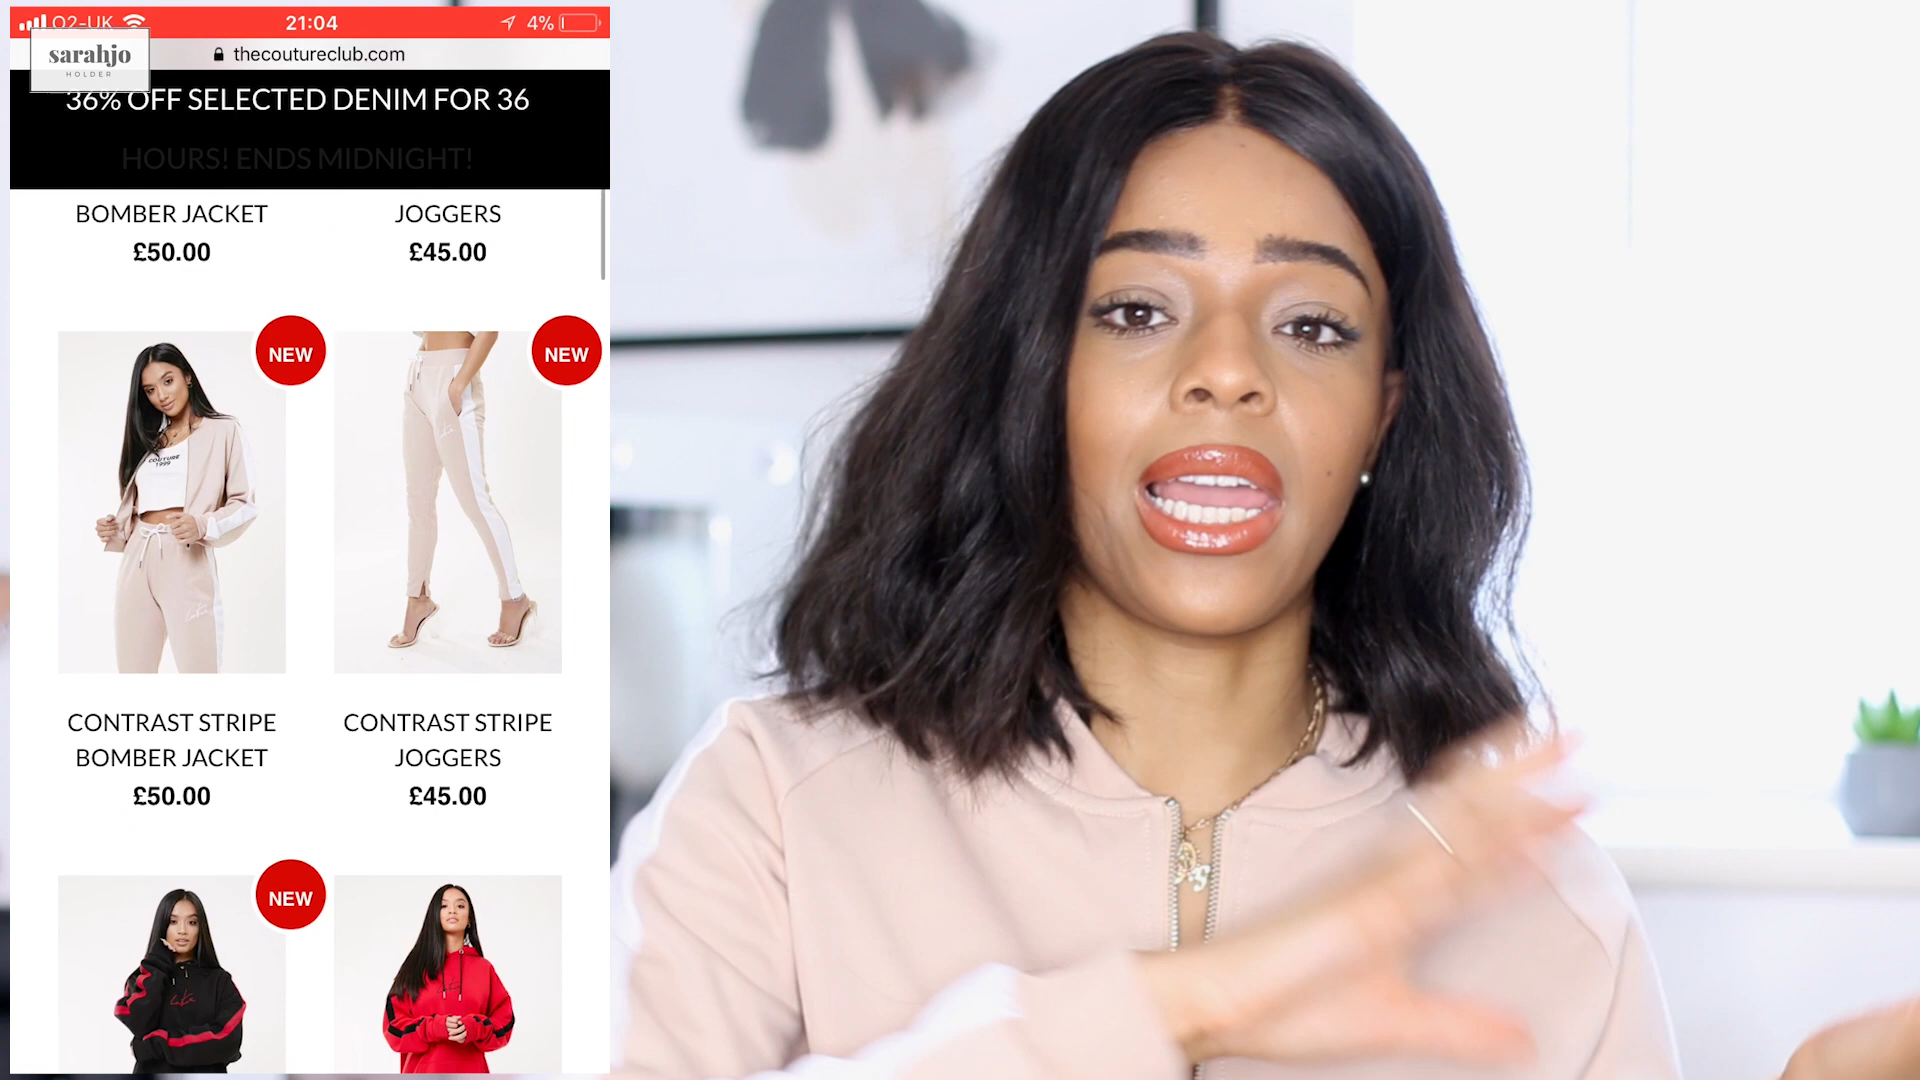 O2-UK 21:04 4%
sarahjo
HOLDER
thecoutureclub.com
36% OFF SELECTED DENIM FOR 36
HOURS! ENDS MIDNIGHT!
BOMBER JACKET
£50.00
JOGGERS
£45.00
NEW
NEW
COUTURE
1999
CONTRAST STRIPE
BOMBER JACKET
£50.00
CONTRAST STRIPE
JOGGERS
£45.00
NEW